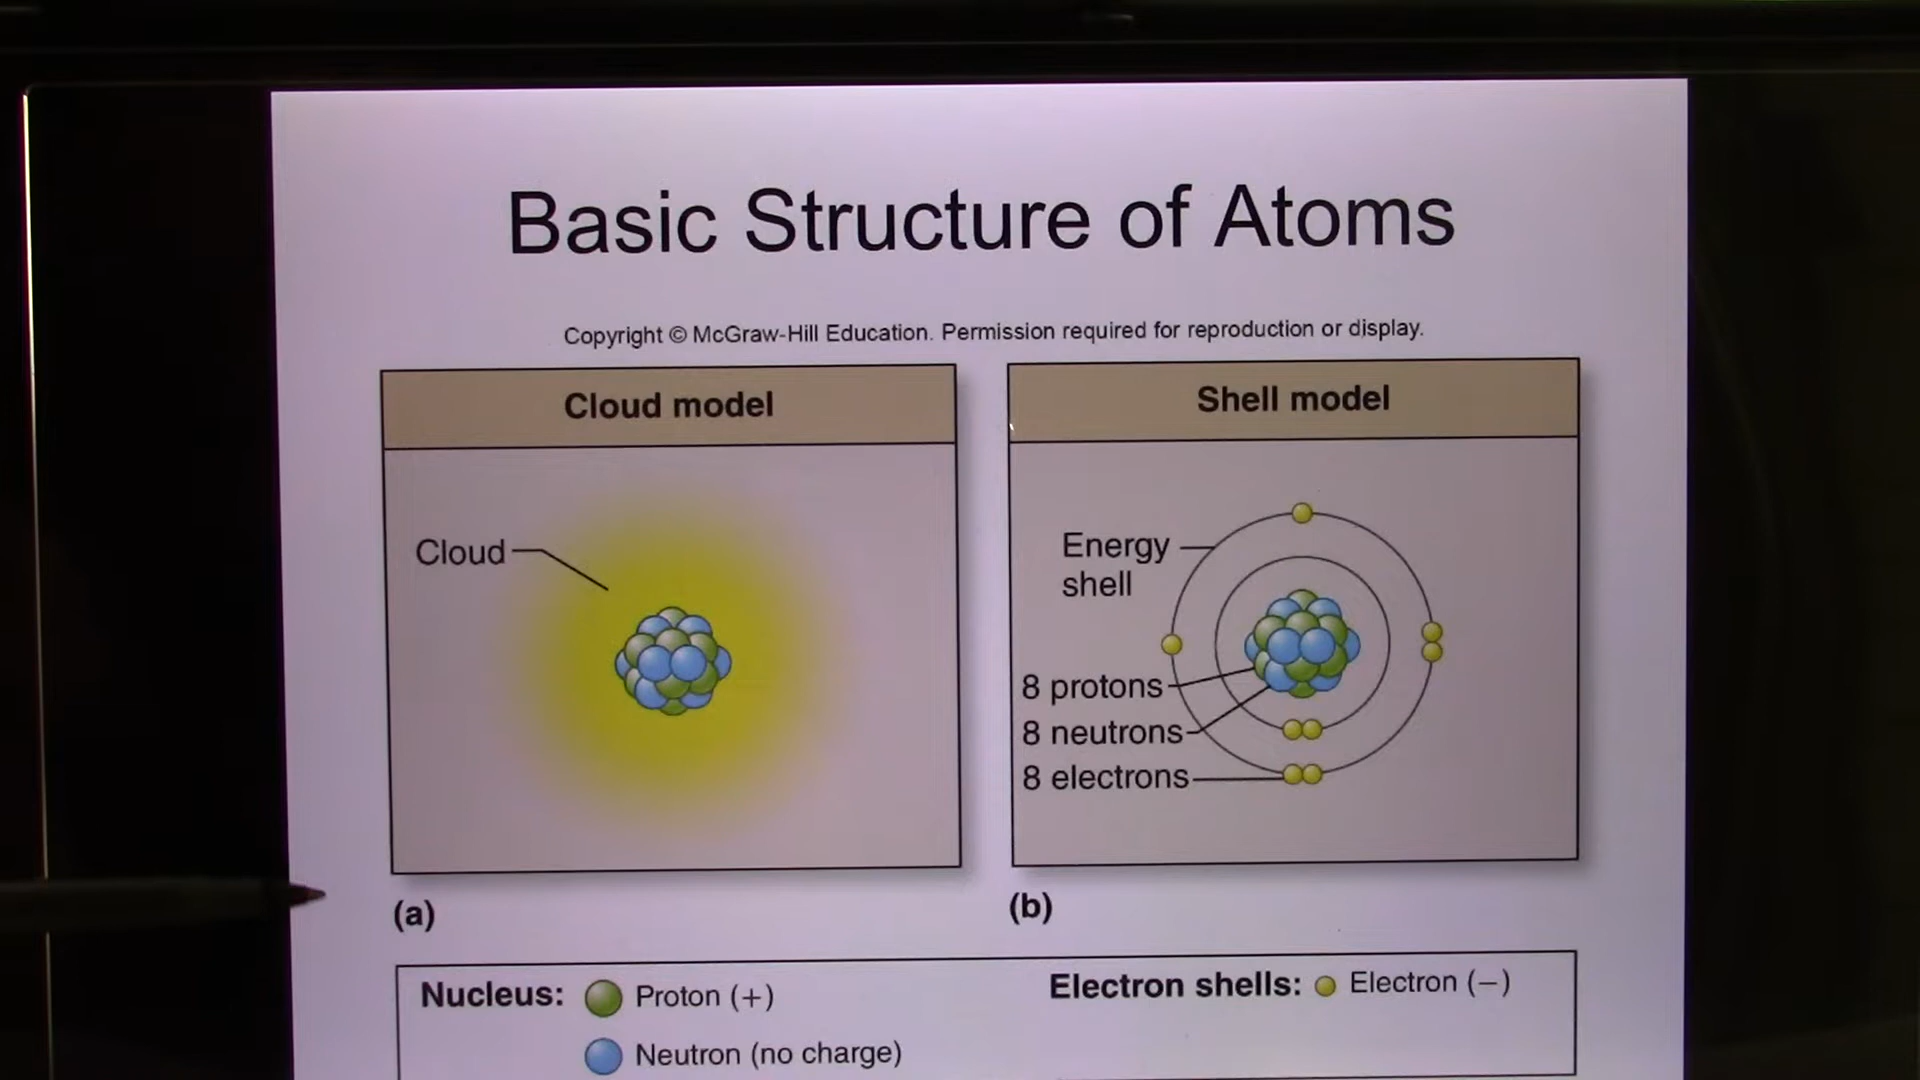 Basic Structure of Atoms
Copyright © McGraw-Hill Education. Permission required for reproduction or display.
Cloud model
Cloud
(a)
Shell model
Energy
shell
8 protons
8 neutrons
8 electrons
(b)
Nucleus: Proton (+)
Neutron (no charge)
Electron shells: Electron (−)